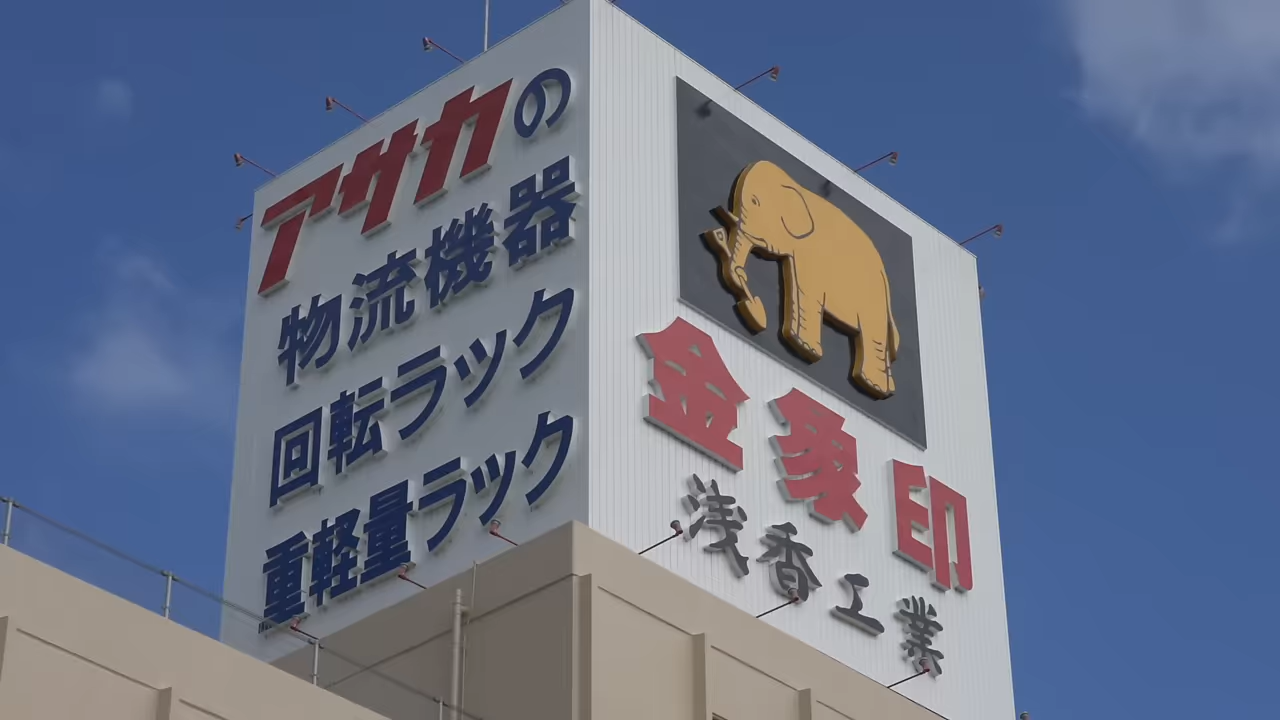 アサカの
物流機器
回転ラック
重軽量ラック
金象印
浅香工業